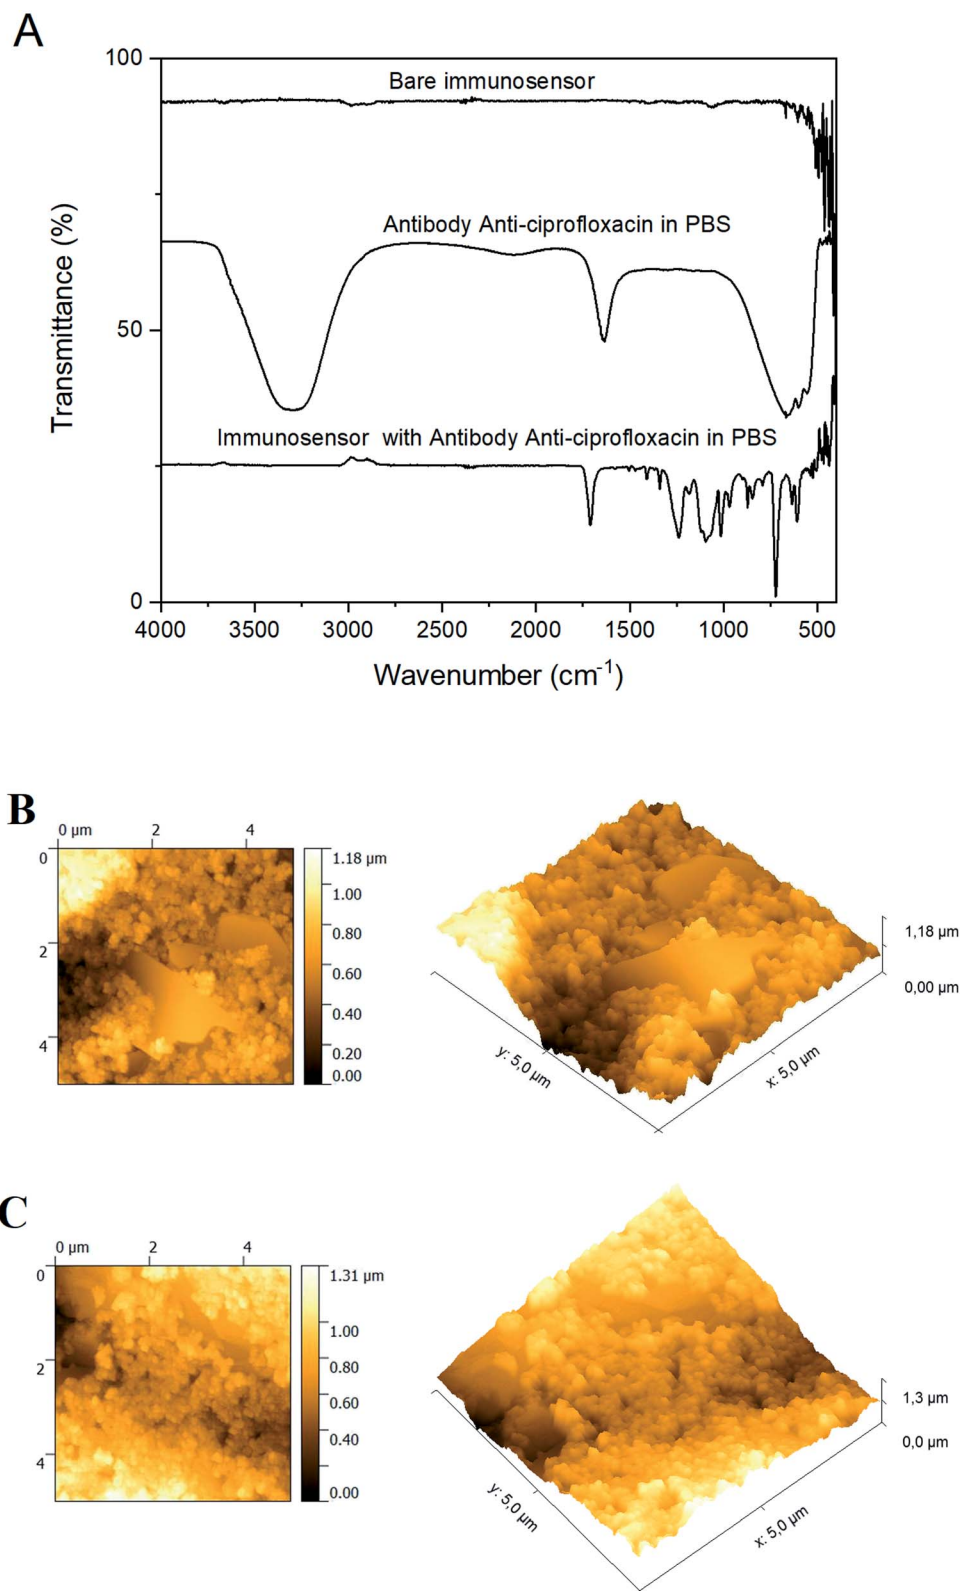 A
100
Bare immunosensor
Antibody Anti-ciprofloxacin in PBS
Transmittance (%)
50
Immunosensor with Antibody Anti-ciprofloxacin in PBS
0
4000 3500 3000 2500 2000 1500 1000 500
Wavenumber (cm-1)
B
0 µm 2 4
0
2
4
1.18 µm
1.00
0.80
0.60
0.40
0.20
0.00
1,18 µm
0,00 µm
y: 5,0 µm
x: 5,0 µm
C
0 µm 2 4
0
2
4
1.31 µm
1.00
0.80
0.60
0.40
0.00
1,3 µm
0,0 µm
y: 5,0 µm
x: 5,0 µm